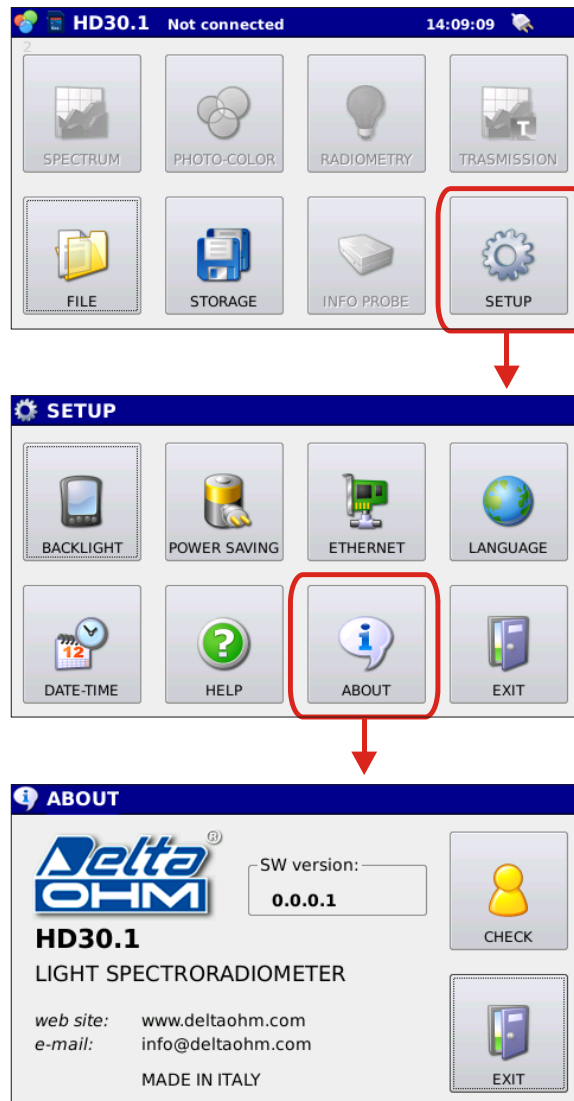 HD30.1 Not connected 14:09:09
2
SPECTRUM PHOTO-COLOR RADIOMETRY TRASMISSION
FILE STORAGE INFO PROBE SETUP
SETUP
BACKLIGHT POWER SAVING ETHERNET LANGUAGE
12
DATE-TIME HELP ABOUT EXIT
ABOUT
Delta ®
OHM
SW version:
0.0.0.1
CHECK
HD30.1
LIGHT SPECTRORADIOMETER
web site: www.deltaohm.com
e-mail: info@deltaohm.com
MADE IN ITALY
EXIT